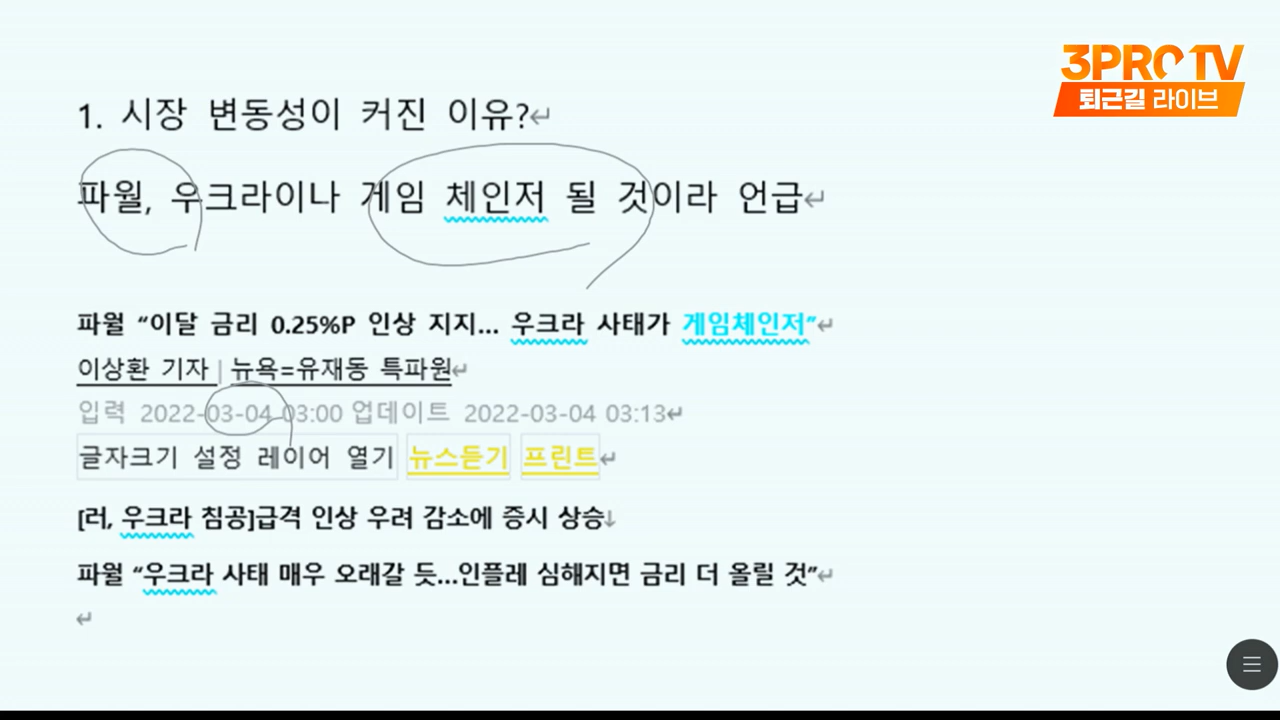 3PRO TV
퇴근길 라이브
1. 시장 변동성이 커진 이유?
파월, 우크라이나 게임 체인저 될 것이라 언급
파월 “이달 금리 0.25%P 인상 지지… 우크라 사태가 게임체인저”
이상환 기자 | 뉴욕=유재동 특파원
입력 2022-03-04 03:00 업데이트 2022-03-04 03:13
글자크기 설정 레이어 열기 뉴스듣기 프린트
[러, 우크라 침공]급격 인상 우려 감소에 증시 상승
파월 “우크라 사태 매우 오래갈 듯…인플레 심해지면 금리 더 올릴 것”